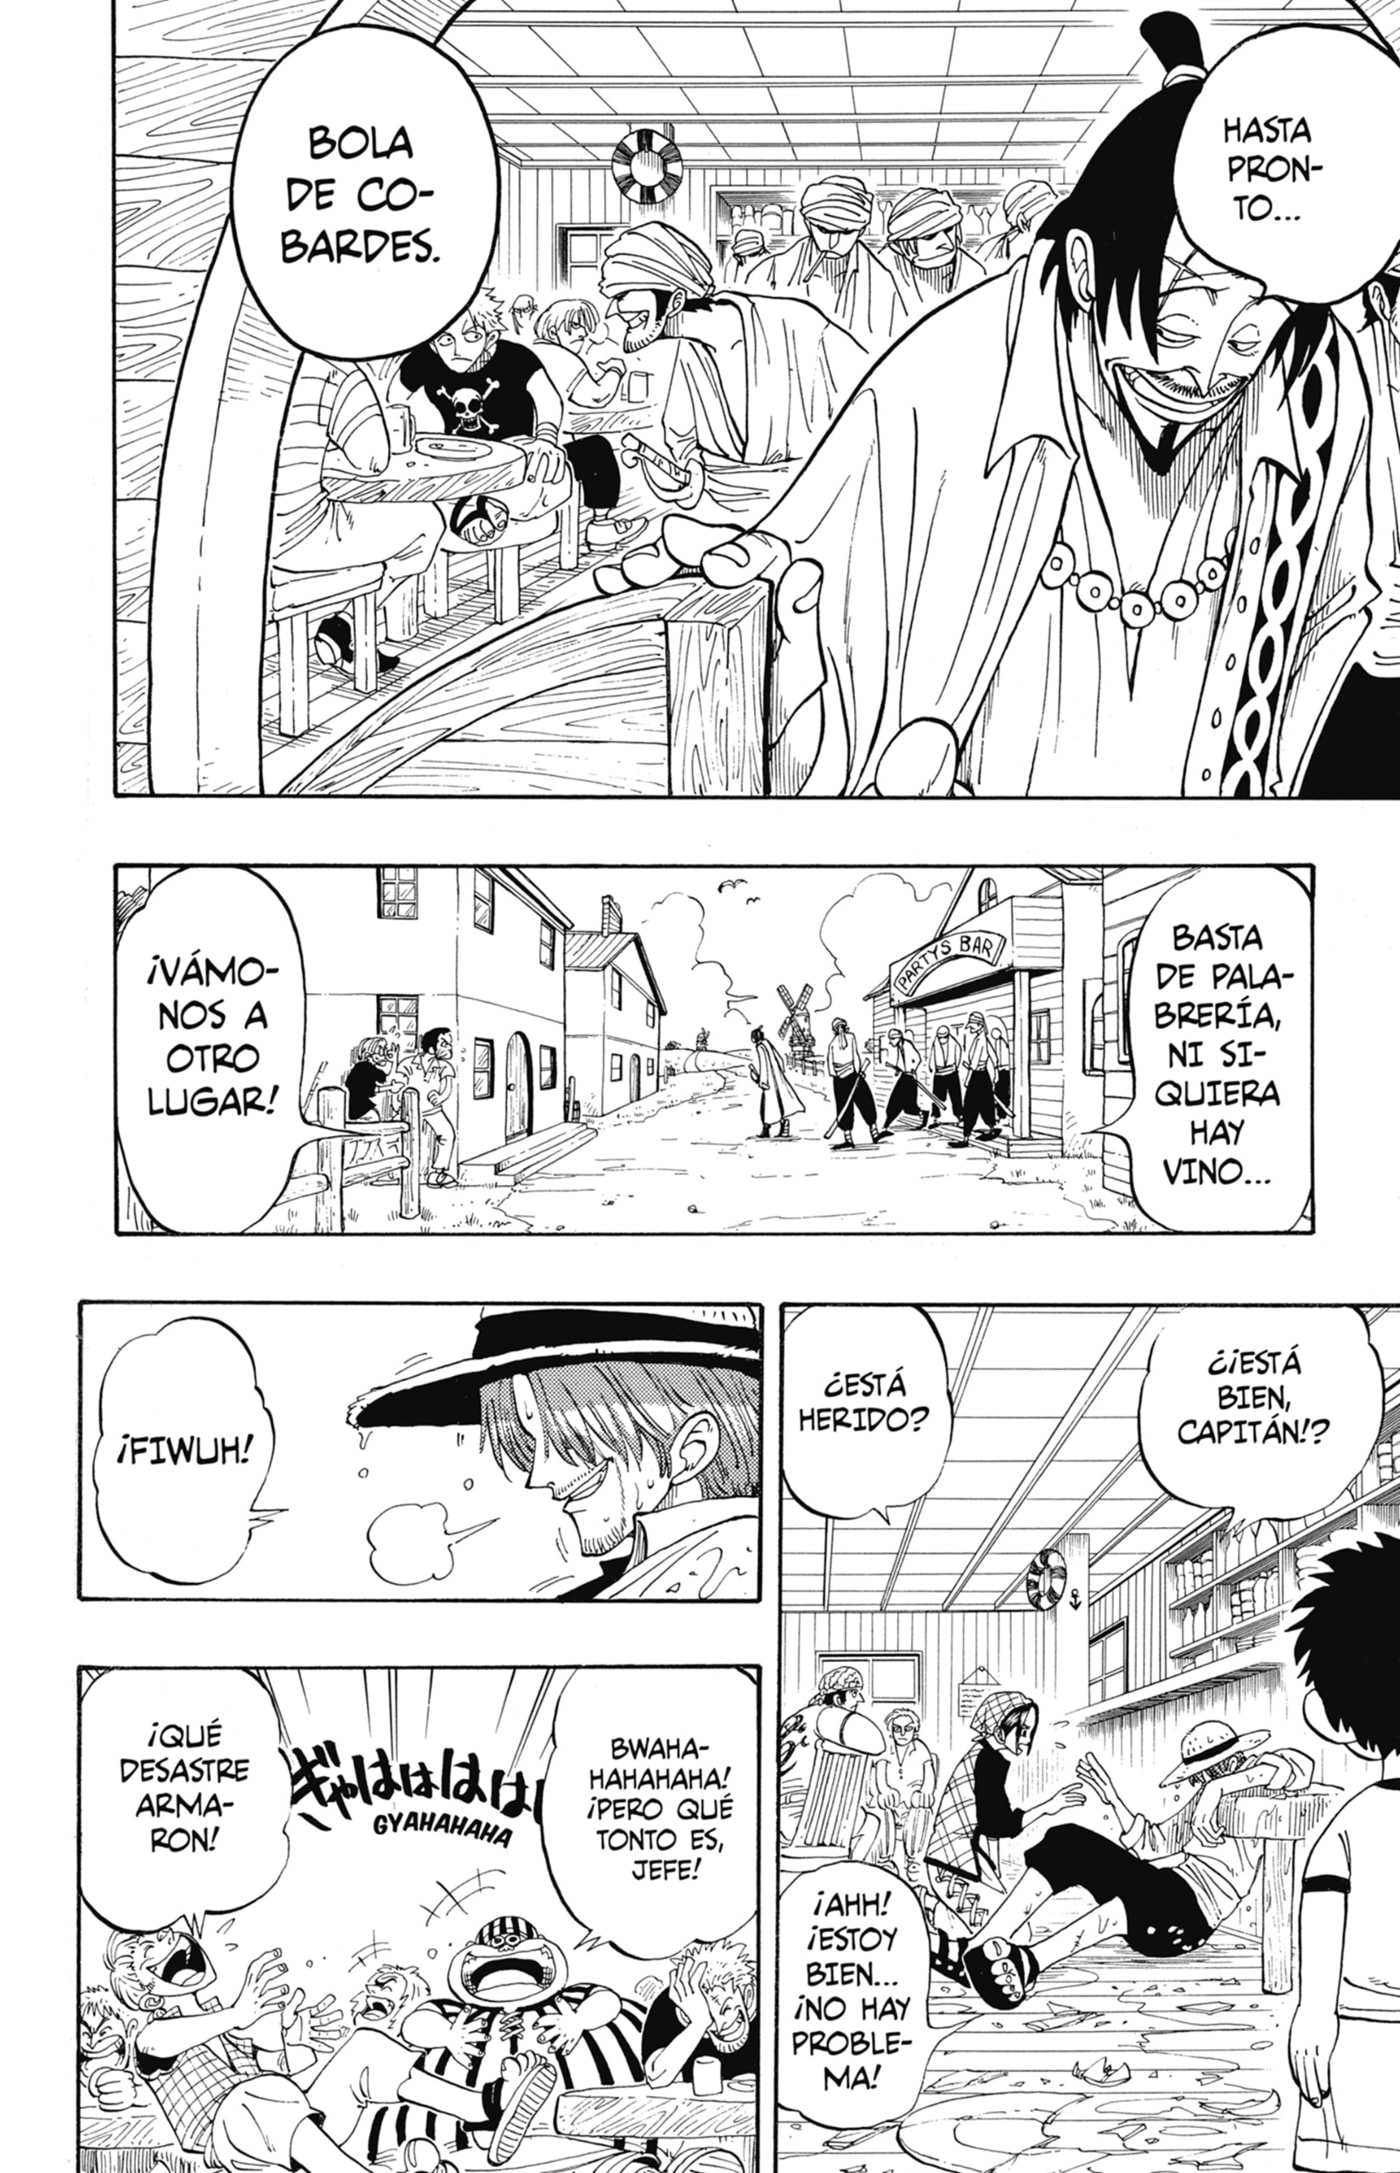 HASTA
PRON-
TO...
BOLA
DE CO-
BARDES.
BASTA
DE PALA-
BRERÍA,
NI SI-
QUIERA
HAY
VINO...
PARTYS BAR
¡VÁMO-
NOS A
OTRO
LUGAR!
¿¡ESTÁ
BIEN,
CAPITÁN!?
¿ESTÁ
HERIDO?
¡AHH!
¡ESTOY
BIEN...
¡NO HAY
PROBLE-
MA!
¡FIWUH!
BWAHA-
HAHAHAHA!
¡PERO QUÉ
TONTO ES,
JEFE!
ぎゃはははは
GYAHAHAHA
¡QUÉ
DESASTRE
ARMA-
RON!